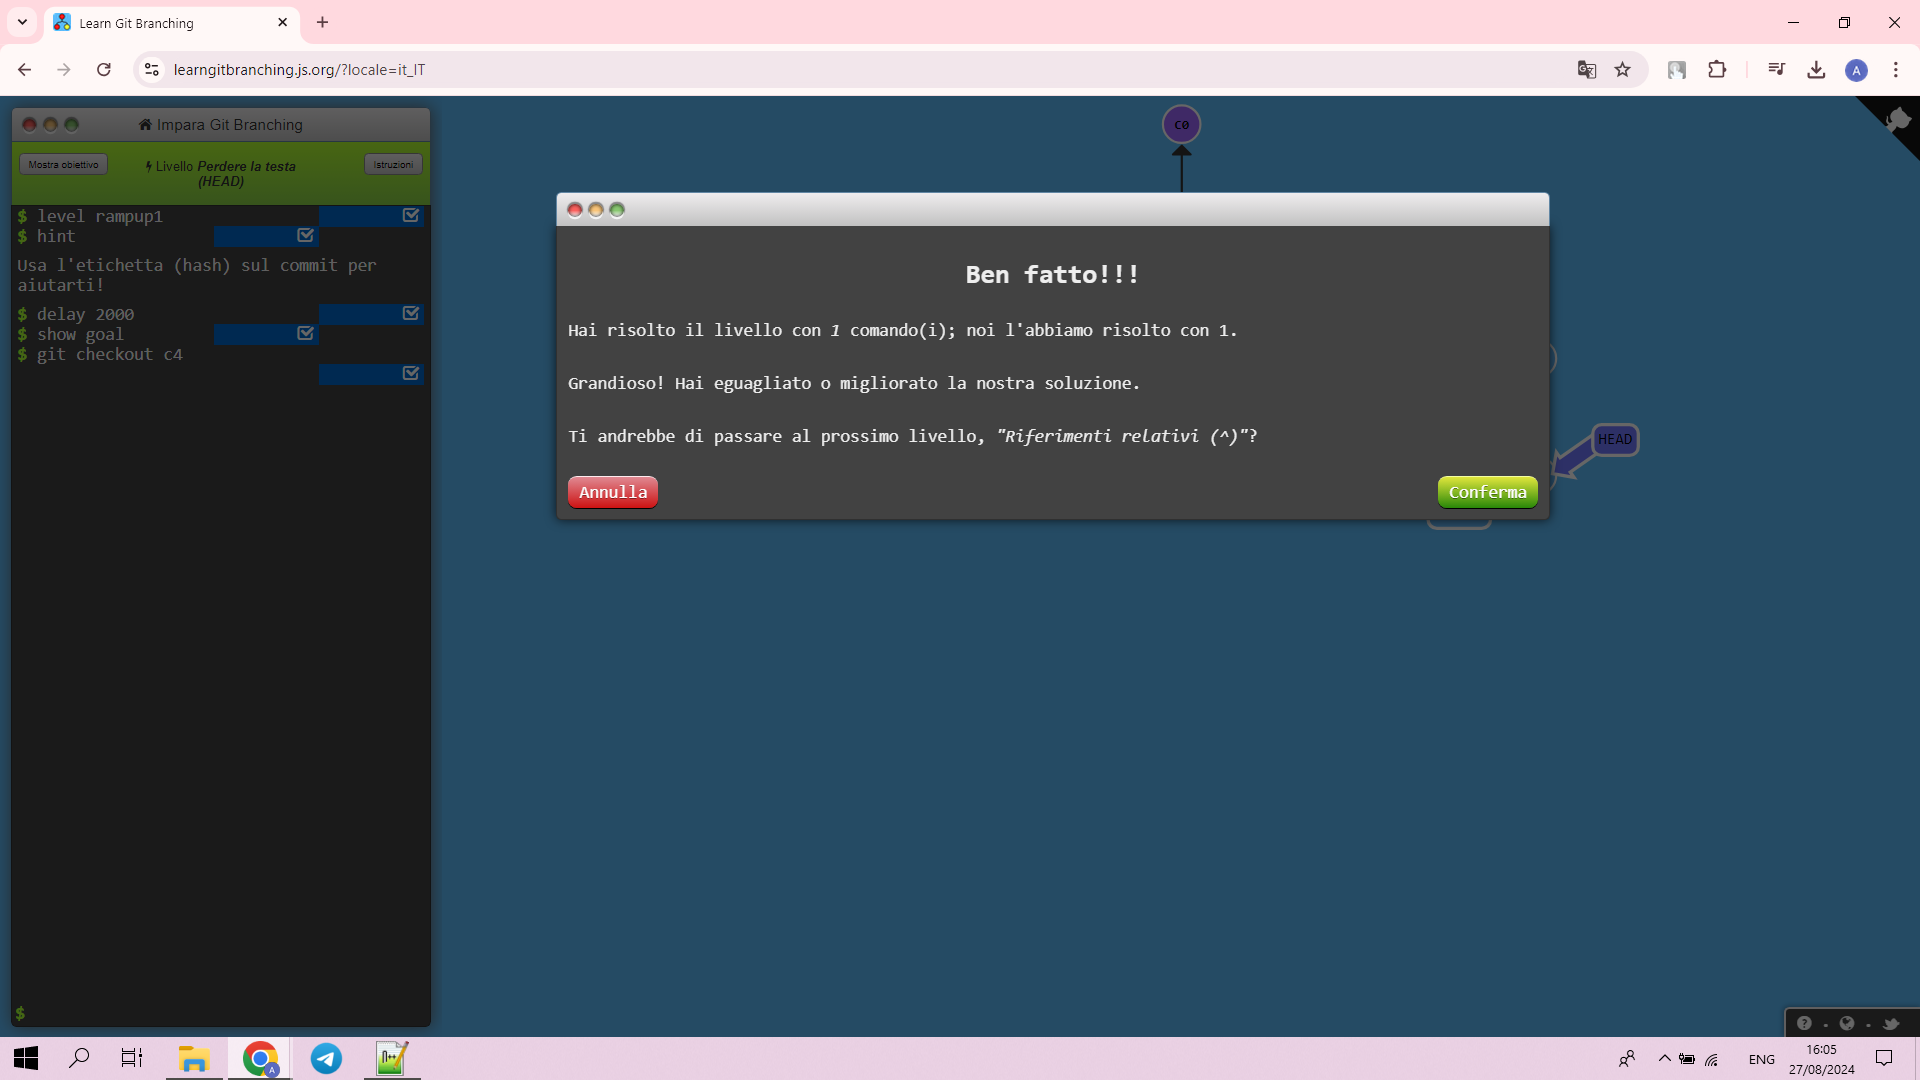 Learn Git Branching
learngitbranching.js.org/?locale=it_IT
A
Impara Git Branching
Mostra obiettivo
Livello Perdere la testa
(HEAD)
Istruzioni
$ level rampup1
$ hint
Usa l'etichetta (hash) sul commit per
aiutarti!
$ delay 2000
$ show goal
$ git checkout c4
$
C0
Ben fatto!!!
Hai risolto il livello con 1 comando(i); noi l'abbiamo risolto con 1.
Grandioso! Hai eguagliato o migliorato la nostra soluzione.
Ti andrebbe di passare al prossimo livello, "Riferimenti relativi (^)"?
Annulla
Conferma
HEAD
A
ENG
16:05
27/08/2024